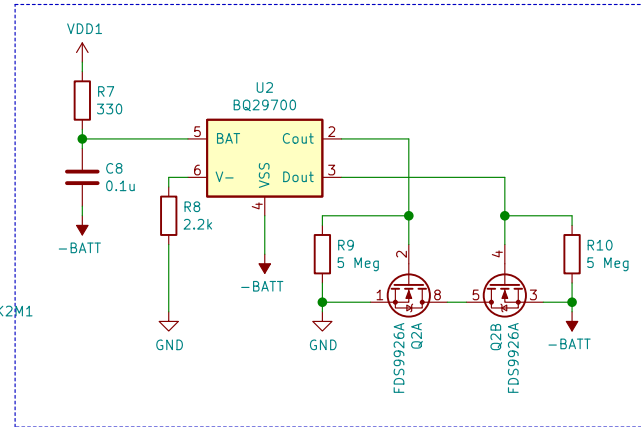 VDD1
R7
330
U2
BQ29700
5
BAT
Cout
2
C8
0.1u
6
V-
VSS
Dout
3
4
R8
2.2k
-BATT
-BATT
R9
5 Meg
2
4
R10
5 Meg
1
8
5
3
K2M1
GND
GND
FDS9926A
Q2A
Q2B
FDS9926A
-BATT